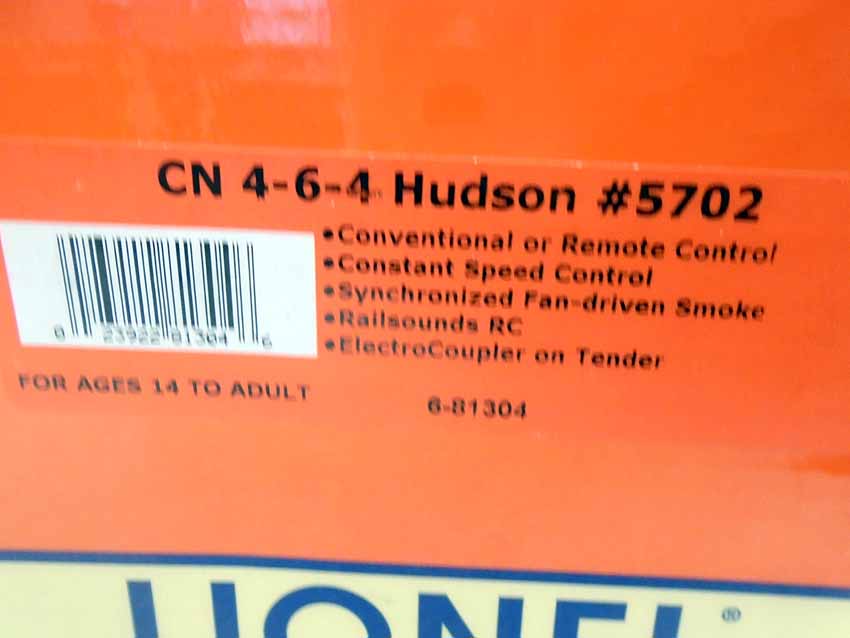 CN 4-6-4 Hudson #5702
•Conventional or Remote Control
•Constant Speed Control
•Synchronized Fan-driven Smoke
•Railsounds RC
•ElectroCoupler on Tender
0 23922 81304 6
FOR AGES 14 TO ADULT
6-81304
LIONEL®